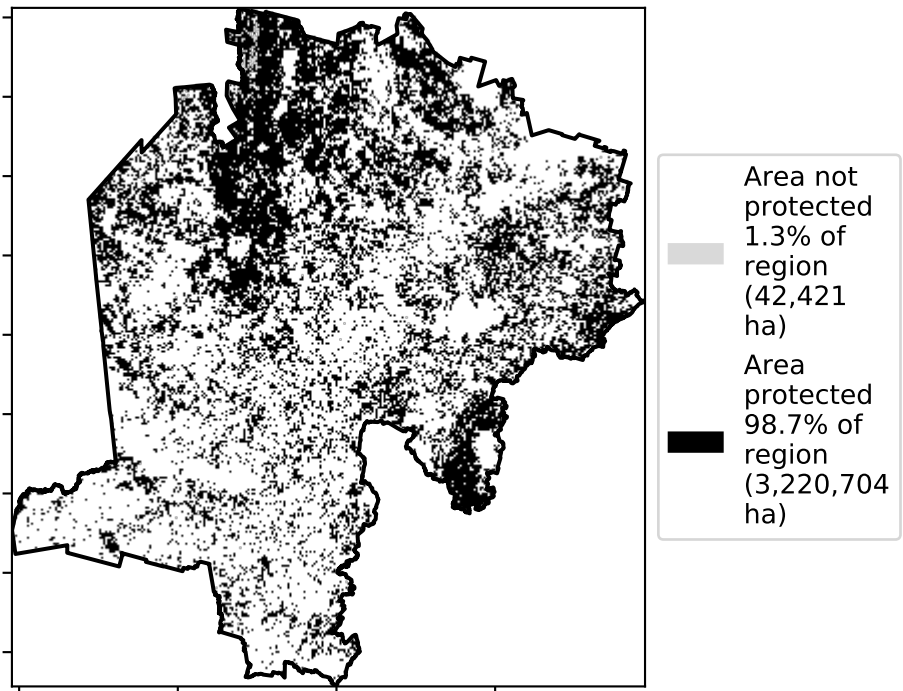 Area not
protected
1.3% of
region
(42,421
ha)
Area
protected
98.7% of
region
(3,220,704
ha)